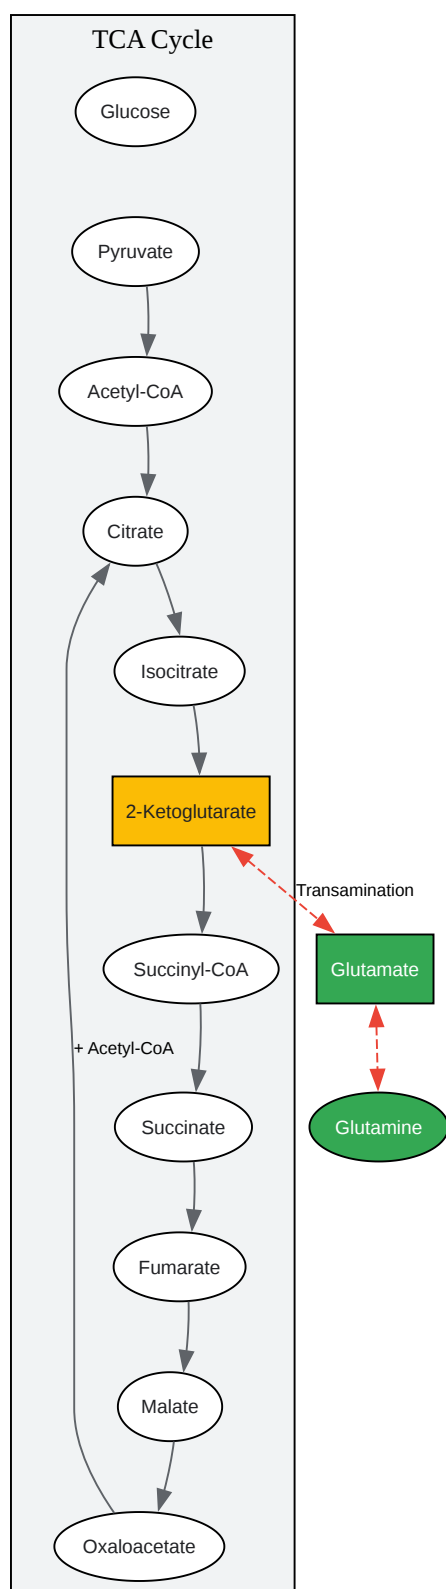 TCA Cycle
Glucose
Pyruvate
Acetyl-CoA
Citrate
Isocitrate
2-Ketoglutarate
Transamination
Succinyl-CoA
Glutamate
+ Acetyl-CoA
Succinate
Glutamine
Fumarate
Malate
Oxaloacetate